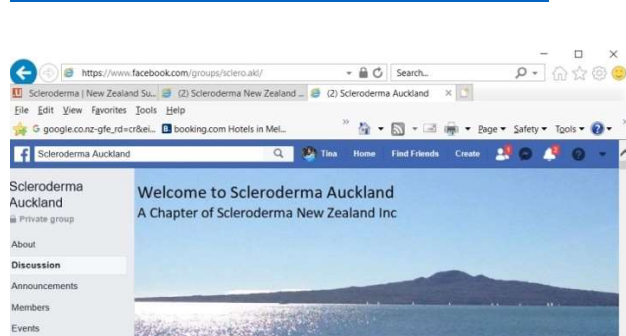 https://www.facebook.com/groups/sclero.akl/ Search...
Scleroderma | New Zealand Su... (2) Scleroderma New Zealand ... (2) Scleroderma Auckland
File Edit View Favorites Tools Help
google.co.nz-gfe_rd=cr&ei... booking.com Hotels in Mel... Page Safety Tools
Scleroderma Auckland Tina Home Find Friends Create
Scleroderma
Auckland
Private group
About
Discussion
Announcements
Members
Events
Welcome to Scleroderma Auckland
A Chapter of Scleroderma New Zealand Inc